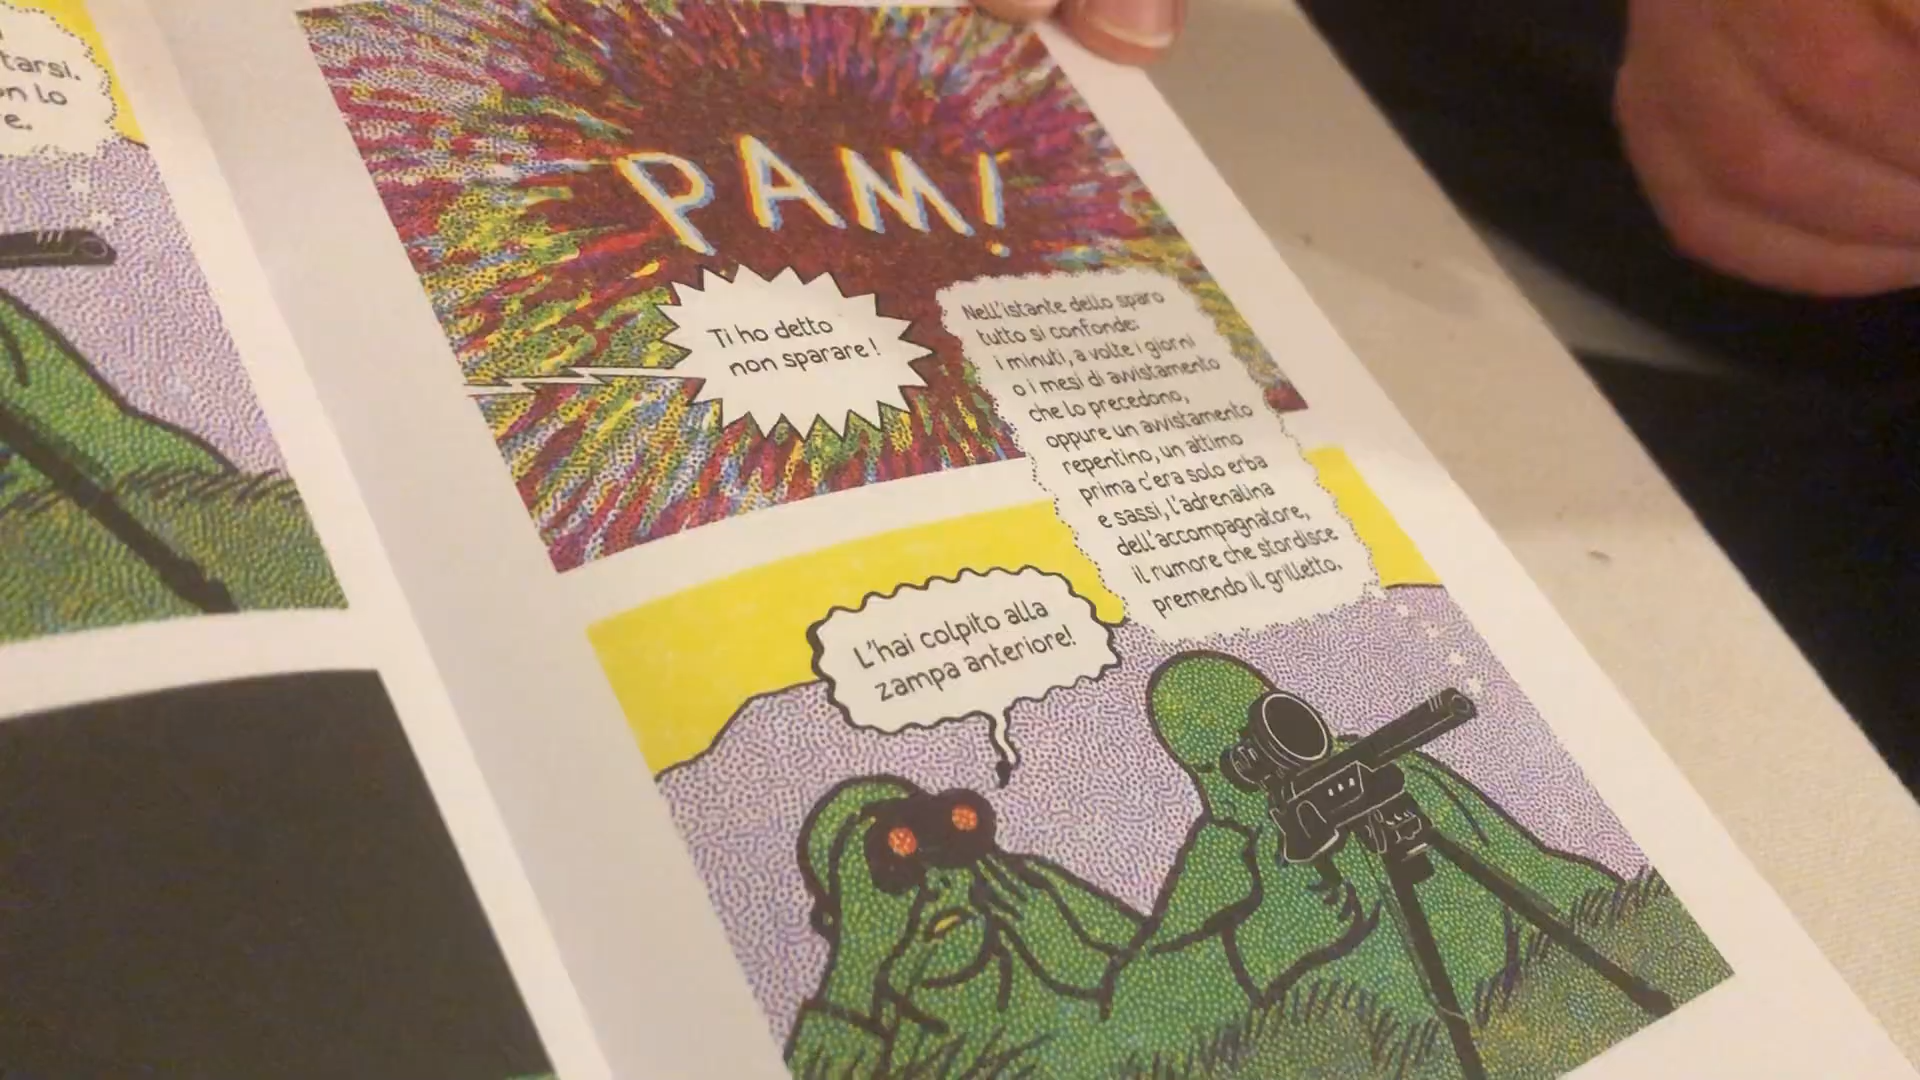 tarsi.
n lo
e.
PAM!
Ti ho detto
non sparare!
Nell'istante dello sparo
tutto si confonde:
i minuti, a volte i giorni
o i mesi di avvistamento
che lo precedono,
oppure un avvistamento
repentino, un attimo
prima c'era solo erba
e sassi, l'adrenalina
dell'accompagnatore,
il rumore che stordisce
premendo il grilletto.
L'hai colpito alla
zampa anteriore!